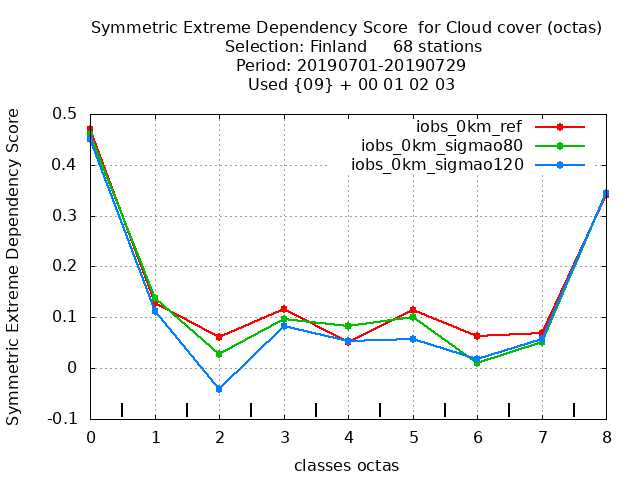 Symmetric Extreme Dependency Score  for Cloud cover (octas)
Selection: Finland     68 stations
Period: 20190701-20190729
Used {09} + 00 01 02 03
Symmetric Extreme Dependency Score
0.5
0.4
0.3
0.2
0.1
0
-0.1
iobs_0km_ref
iobs_0km_sigmao80
iobs_0km_sigmao120
0 1 2 3 4 5 6 7 8
classes octas